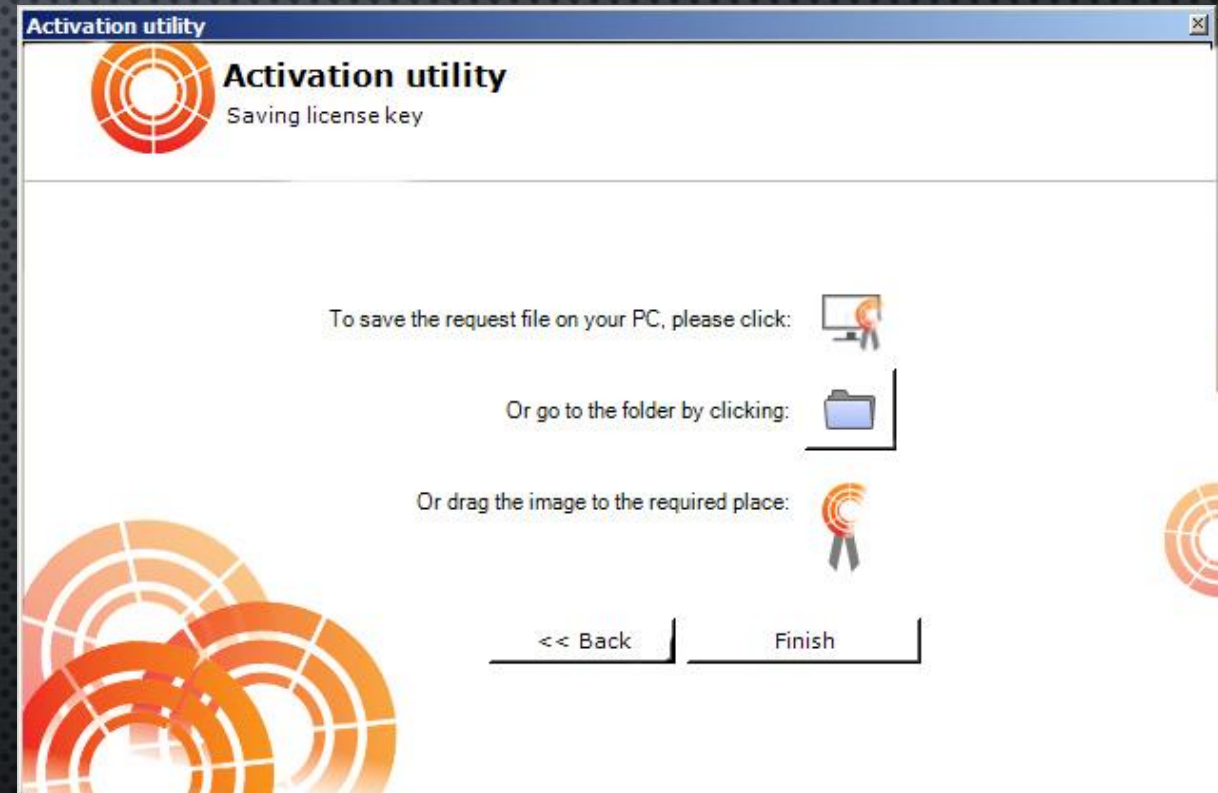 Activation utility
Activation utility
Saving license key
To save the request file on your PC, please click:
Or go to the folder by clicking:
Or drag the image to the required place:
<< Back
Finish